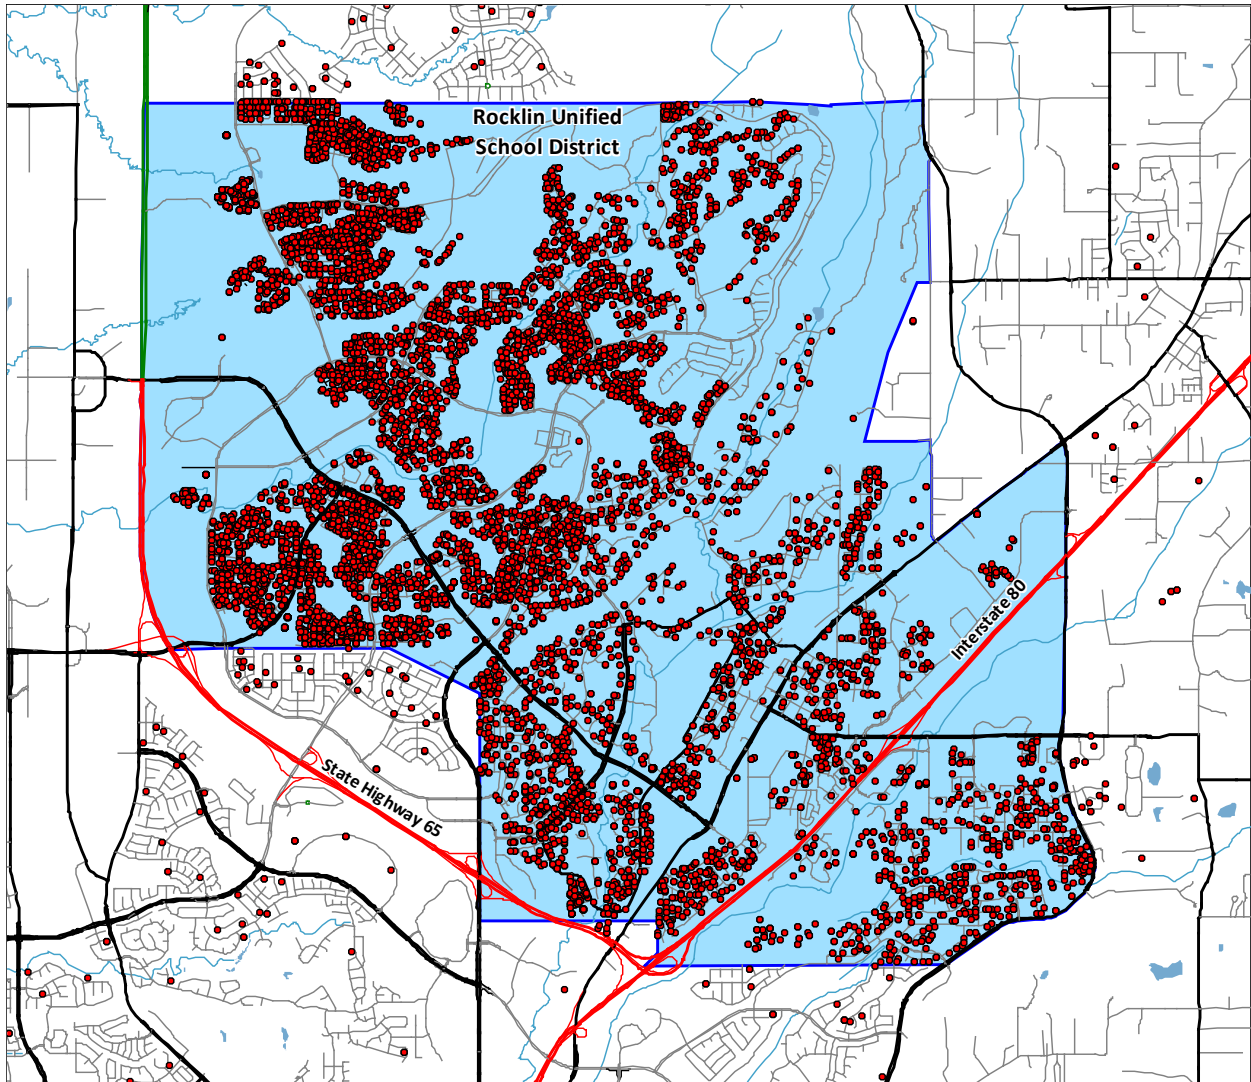 Rocklin Unified
School District
Interstate 80
State Highway 65